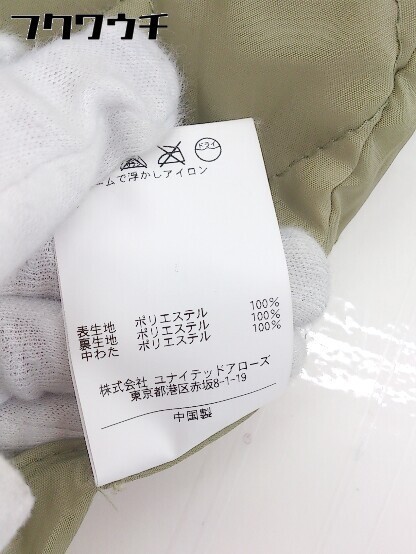 フクワウチ
ドライ
ームで浮かしアイロン
表生地 ポリエステル 100%
裏生地 ポリエステル 100%
中わた ポリエステル 100%
株式会社 ユナイテッドアローズ
東京都港区赤坂8-1-19
中国製